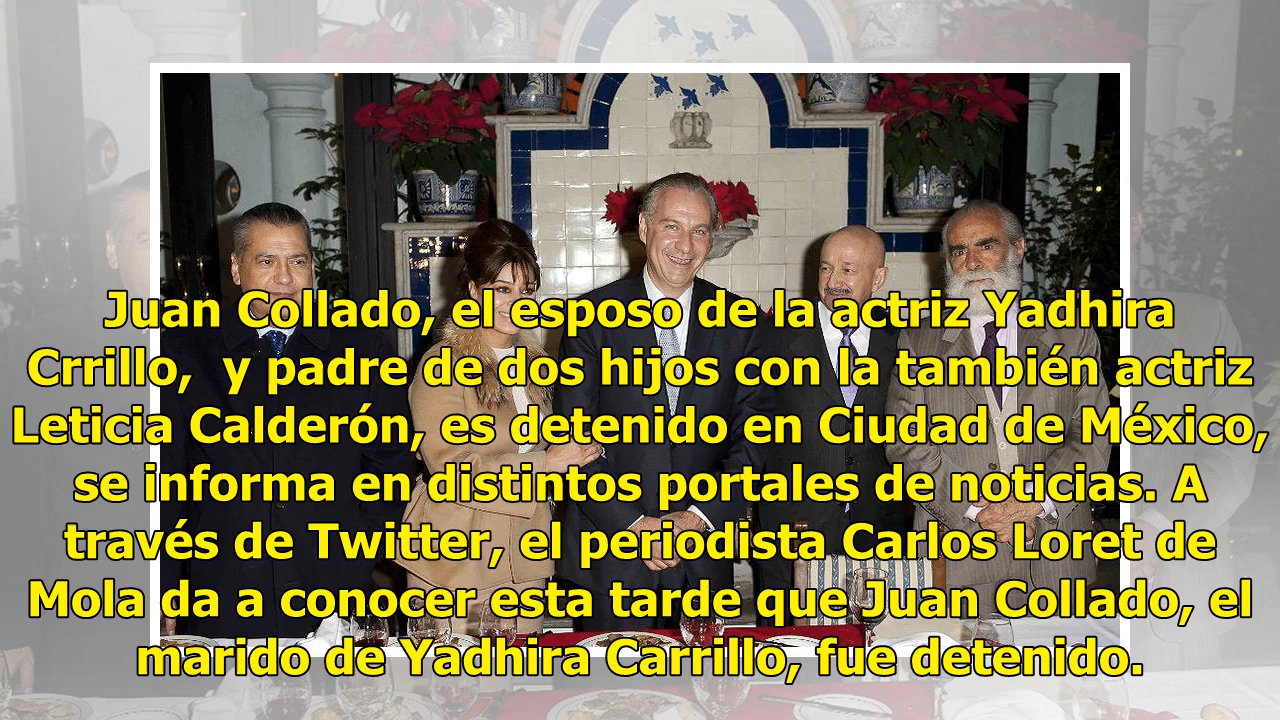 Juan Collado, el esposo de la actriz Yadhira
Crrillo,  y padre de dos hijos con la también actriz
Leticia Calderón, es detenido en Ciudad de México,
se informa en distintos portales de noticias. A
través de Twitter, el periodista Carlos Loret de
Mola da a conocer esta tarde que Juan Collado, el
marido de Yadhira Carrillo, fue detenido.